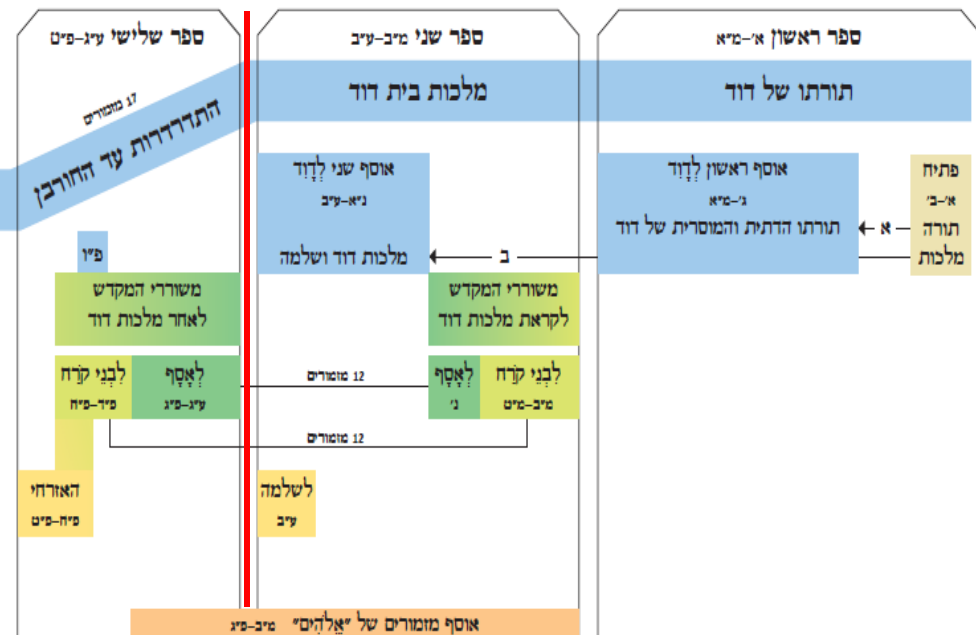 ספר ראשון א׳–מ״א
תורתו של דוד
פתיח
א׳–ב׳
תורה
מלכות
א
ב
אוסף ראשון לְדָוִד
ג׳–מ״א
תורתו הדתית והמוסרית של דוד
ספר שני מ״ב–ע״ב
מלכות בית דוד
אוסף שני לְדָוִד
נ״א–ע״ב
מלכות דוד ושלמה
משוררי המקדש
לקראת מלכות דוד
לִבְנֵי קֹרַח
מ״ב–מ״ט
לְאָסָף
נ׳
12 מזמורים
12 מזמורים
לשלמה
ע״ב
ספר שלישי ע״ג–פ״ט
17 מזמורים
התדרדרות עד החורבן
פ״ו
משוררי המקדש
לאחר מלכות דוד
לְאָסָף
ע״ג–פ״ג
לִבְנֵי קֹרַח
פ״ד–פ״ח
האזרחי
פ״ח–פ״ט
אוסף מזמורים של "אֱלֹהִים" מ״ב–פ״ג